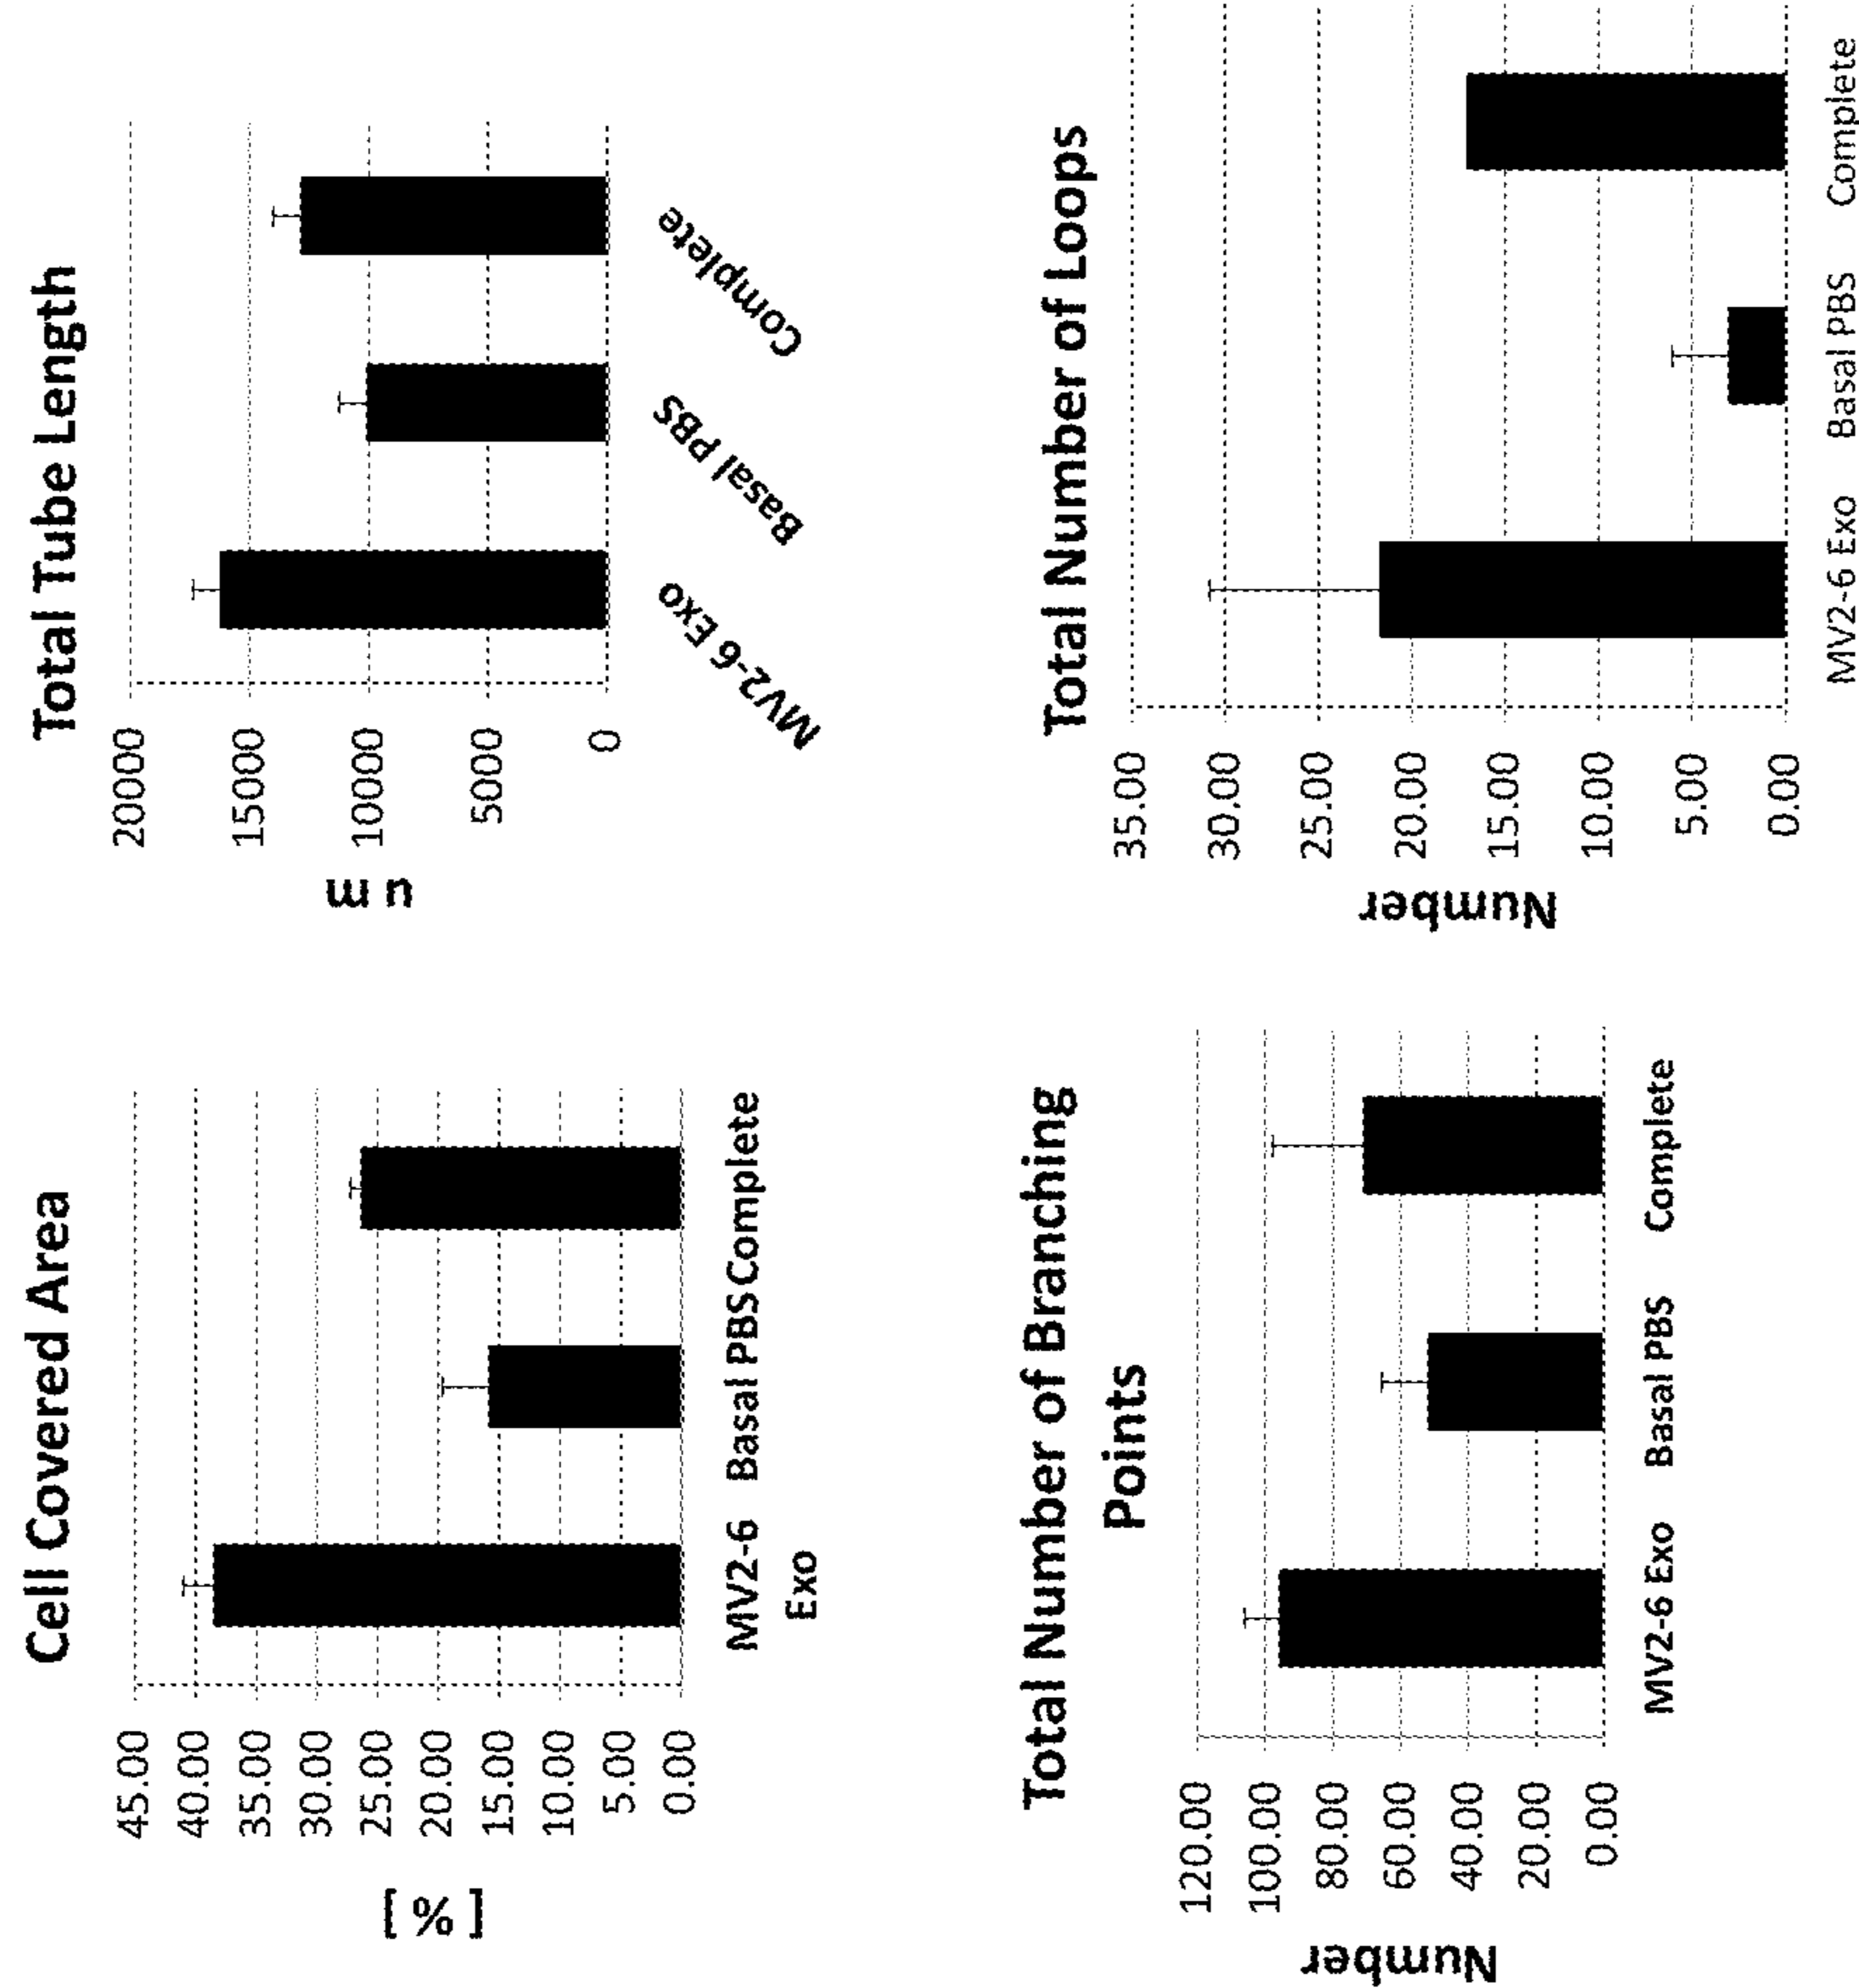 Cell Covered Area
[ % ]
45.00
40.00
35.00
30.00
25.00
20.00
15.00
10.00
5.00
0.00
MV2-6
Exo
Basal PBS
Complete
Total Tube Length
u m
20000
15000
10000
5000
0
MV2-6 Exo
Basal PBS
Complete
Total Number of Branching
Points
Number
120.00
100.00
80.00
60.00
40.00
20.00
0.00
MV2-6 Exo
Basal PBS
Complete
Total Number of Loops
Number
35.00
30.00
25.00
20.00
15.00
10.00
5.00
0.00
MV2-6 Exo
Basal PBS
Complete